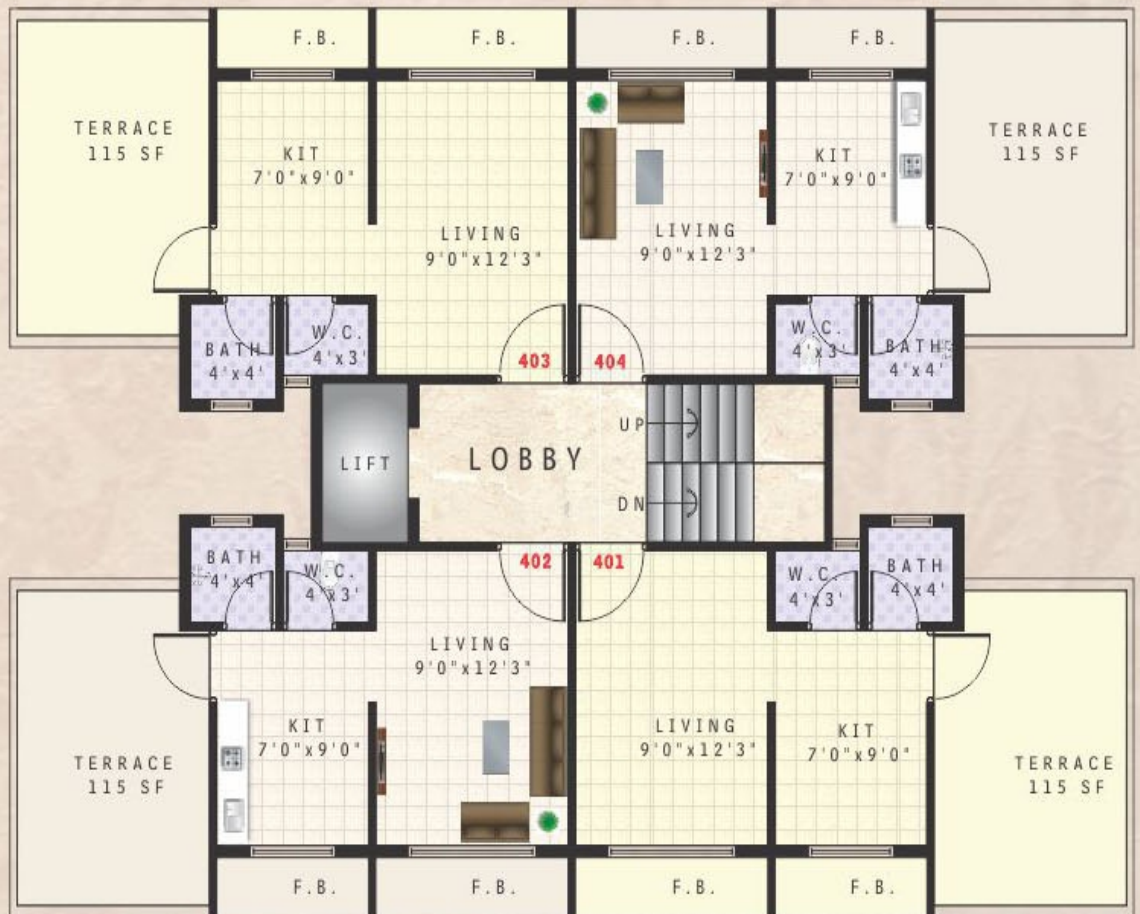 F.B.
F.B.
F.B.
F.B.
TERRACE
115 SF
KIT
7'0"x9'0"
LIVING
9'0"x12'3"
LIVING
9'0"x12'3"
KIT
7'0"x9'0"
TERRACE
115 SF
BATH
4'x4'
W.C.
4'x3'
403
404
W.C.
4'x3'
BATH
4'x4'
LIFT
LOBBY
UP
DN
BATH
4'x4'
W.C.
4'x3'
402
401
W.C.
4'x3'
BATH
4'x4'
LIVING
9'0"x12'3"
TERRACE
115 SF
KIT
7'0"x9'0"
LIVING
9'0"x12'3"
KIT
7'0"x9'0"
TERRACE
115 SF
F.B.
F.B.
F.B.
F.B.